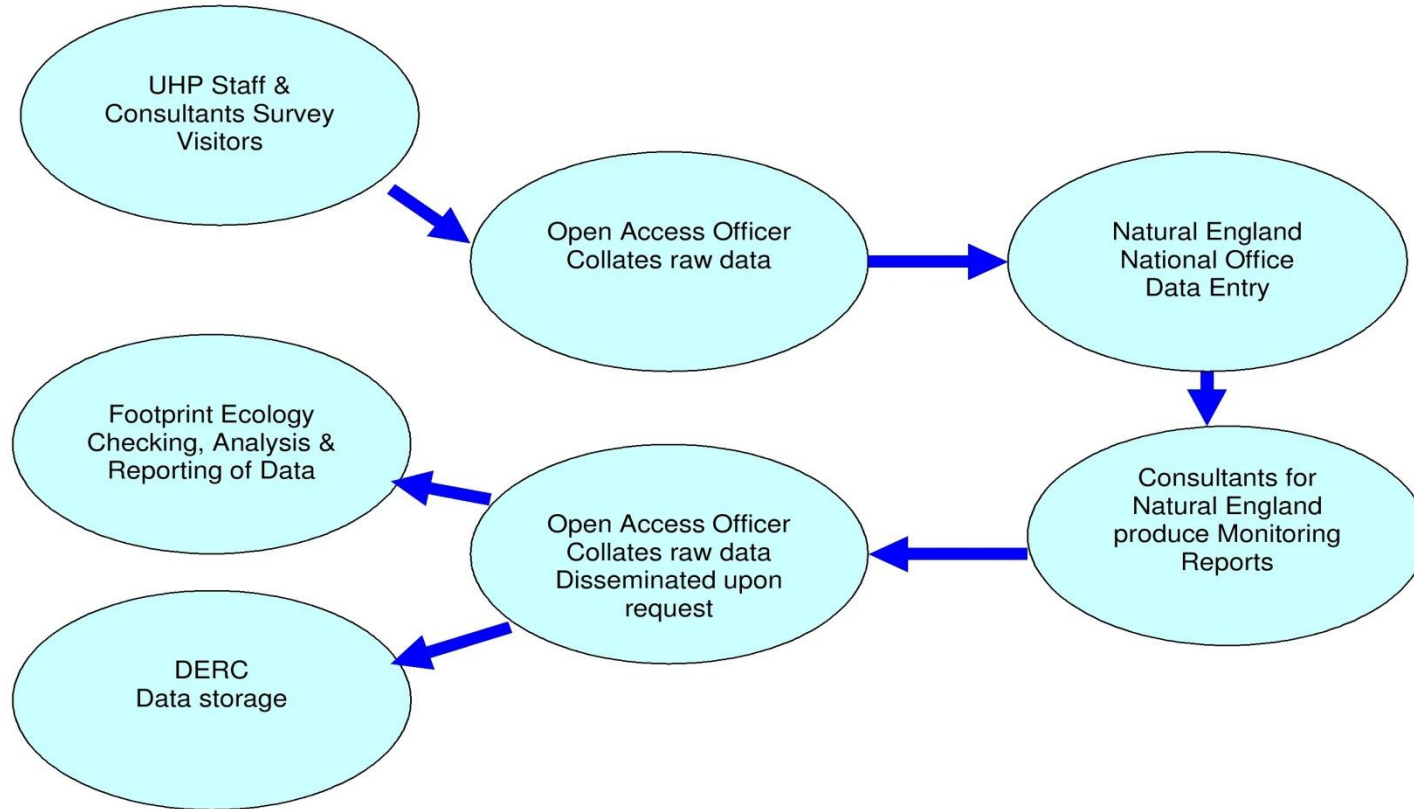 UHP Staff &
Consultants Survey
Visitors
Open Access Officer
Collates raw data
Natural England
National Office
Data Entry
Consultants for
Natural England
produce Monitoring
Reports
Open Access Officer
Collates raw data
Disseminated upon
request
Footprint Ecology
Checking, Analysis &
Reporting of Data
DERC
Data storage